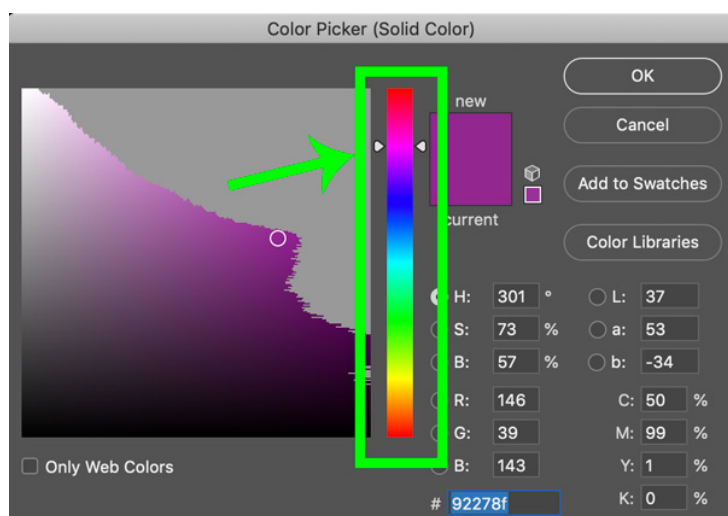 Color Picker (Solid Color)
new
current
OK
Cancel
Add to Swatches
Color Libraries
H: 301 °
S: 73 %
B: 57 %
R: 146
G: 39
B: 143
# 92278f
L: 37
a: 53
b: -34
C: 50 %
M: 99 %
Y: 1 %
K: 0 %
Only Web Colors